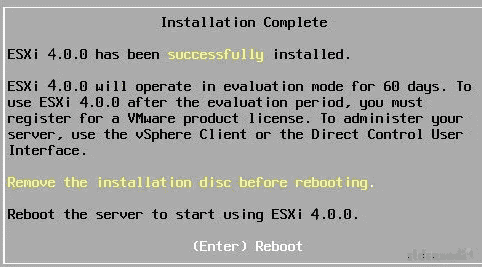 Installation Complete
ESXi 4.0.0 has been successfully installed.
ESXi 4.0.0 will operate in evaluation mode for 60 days. To
use ESXi 4.0.0 after the evaluation period, you must
register for a VMware product license. To administer your
server, use the vSphere Client or the Direct Control User
Interface.
Remove the installation disc before rebooting.
Reboot the server to start using ESXi 4.0.0.
(Enter) Reboot